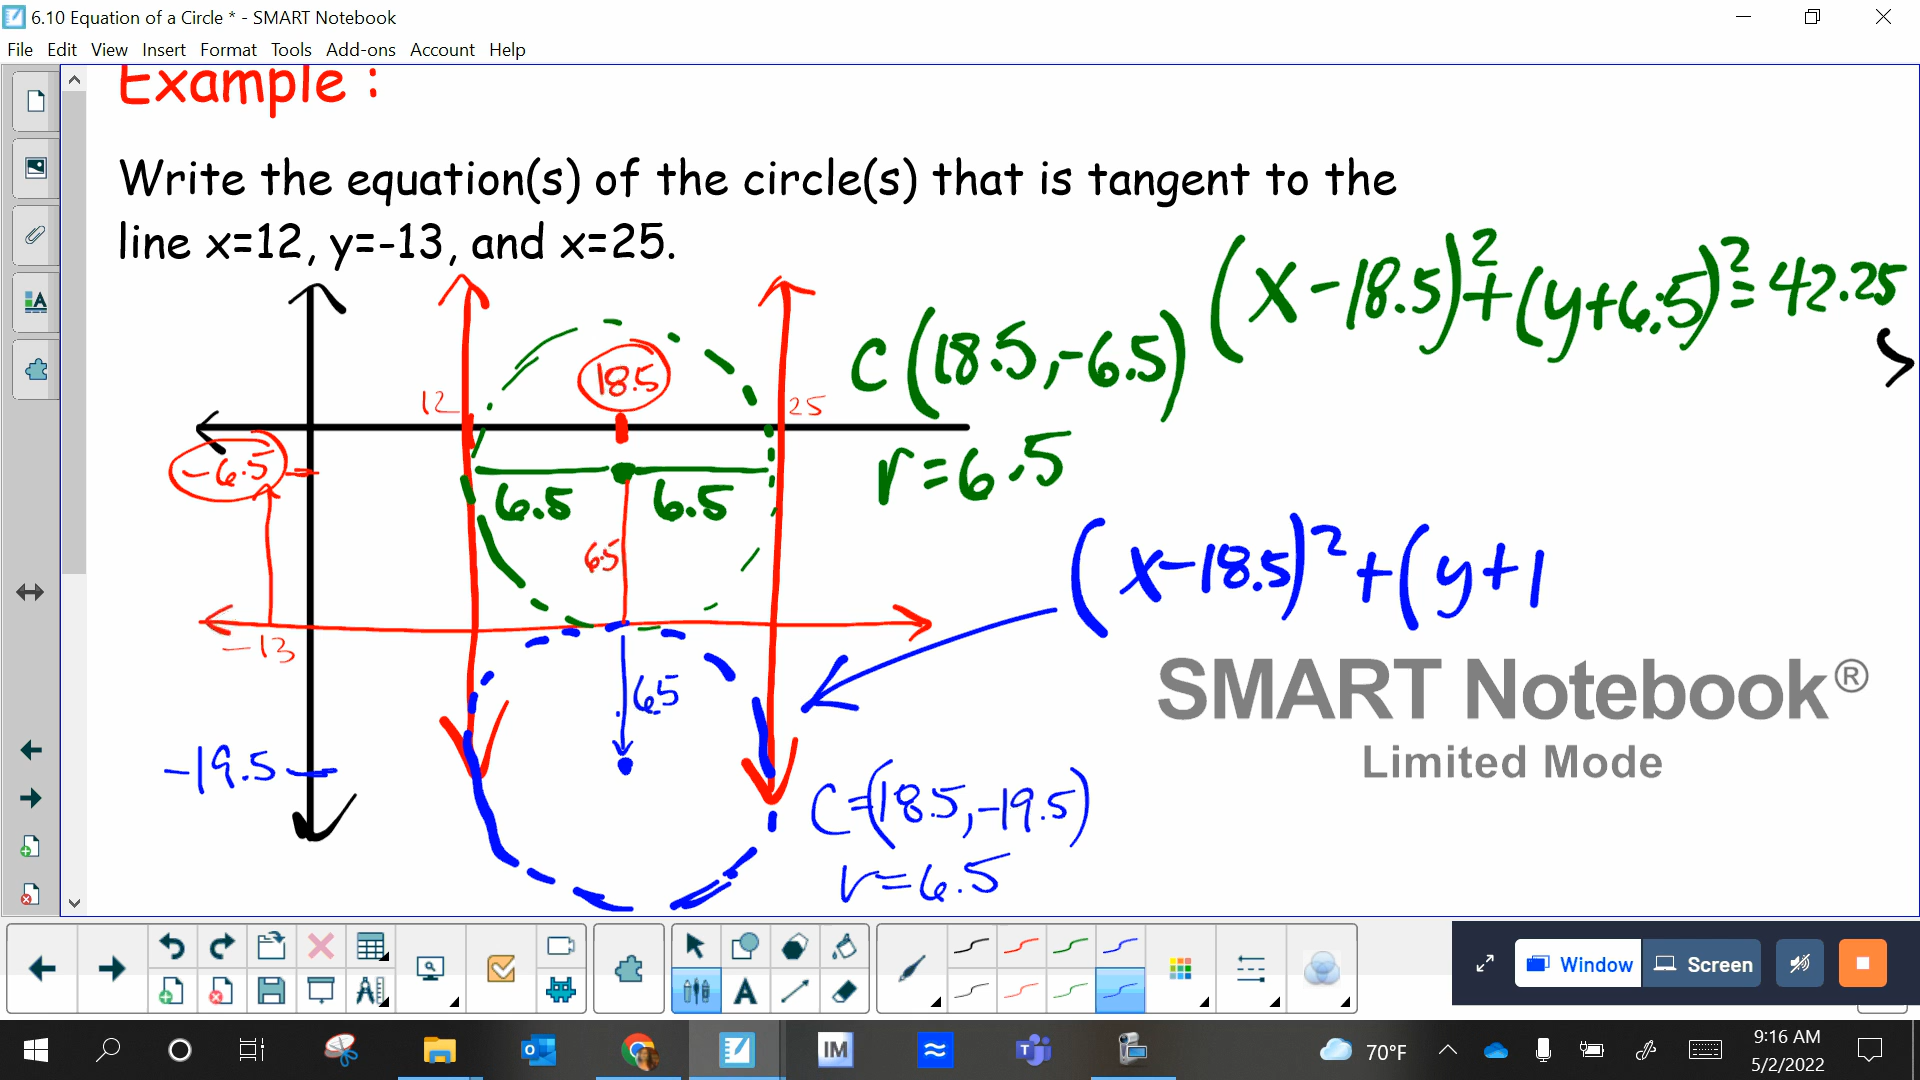 6.10 Equation of a Circle * - SMART Notebook
File Edit View Insert Format Tools Add-ons Account Help
Example :
Write the equation(s) of the circle(s) that is tangent to the
line x=12, y=-13, and x=25.
(x-18.5)²+(y+6.5)²=42.25
C(18.5,-6.5)
18.5
12
25
r=6.5
-6.5
6.5 6.5
6.5
(x-18.5)²+(y+1
-13
6.5
SMART Notebook®
Limited Mode
-19.5
C=(18.5,-19.5)
r=6.5
Window Screen
A
IM
70°F
9:16 AM
5/2/2022